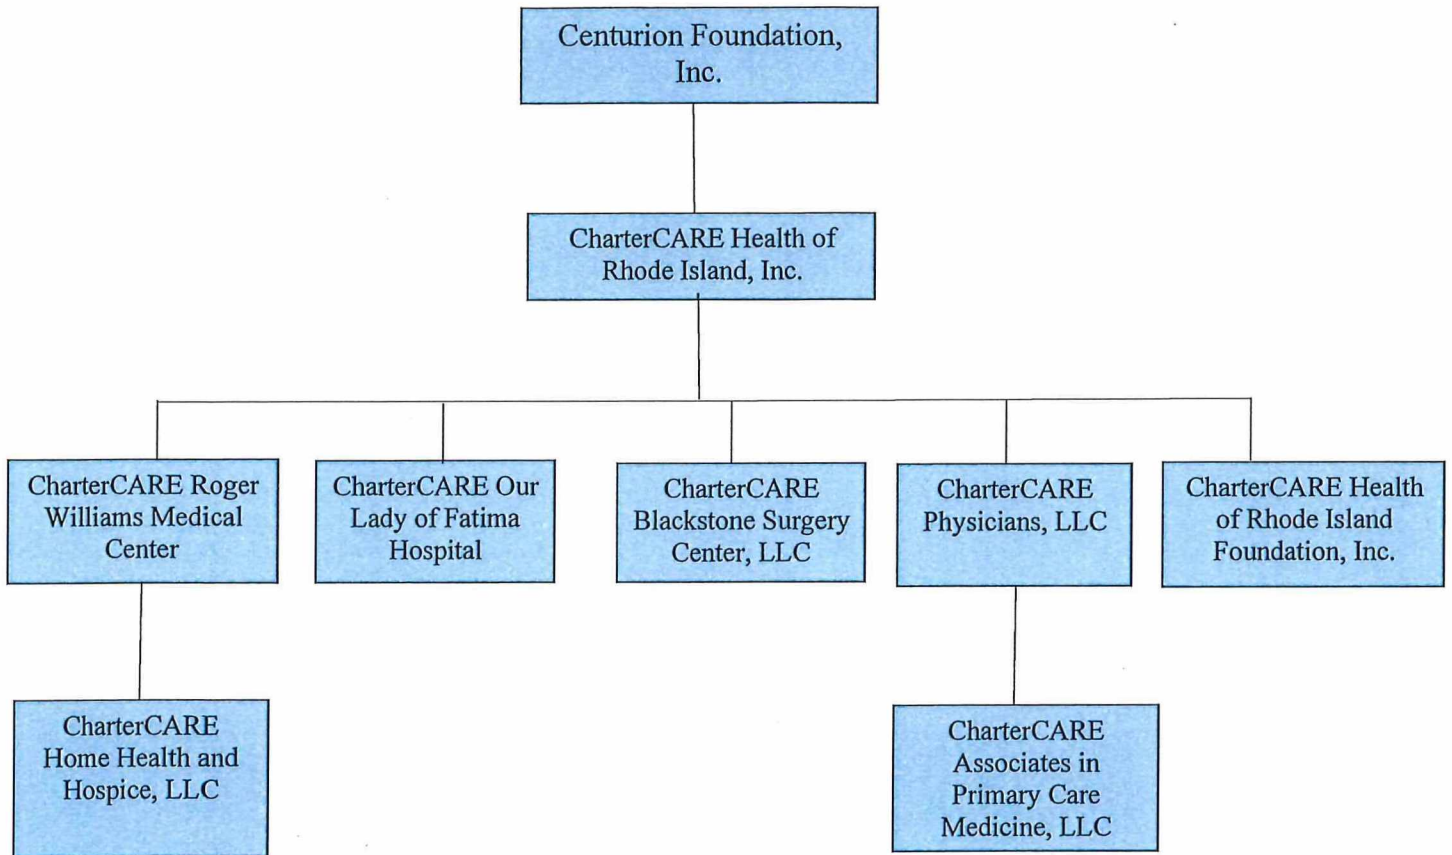 Centurion Foundation,
Inc.
CharterCARE Health of
Rhode Island, Inc.
CharterCARE Roger
Williams Medical
Center
CharterCARE Our
Lady of Fatima
Hospital
CharterCARE
Blackstone Surgery
Center, LLC
CharterCARE
Physicians, LLC
CharterCARE Health
of Rhode Island
Foundation, Inc.
CharterCARE
Home Health and
Hospice, LLC
CharterCARE
Associates in
Primary Care
Medicine, LLC